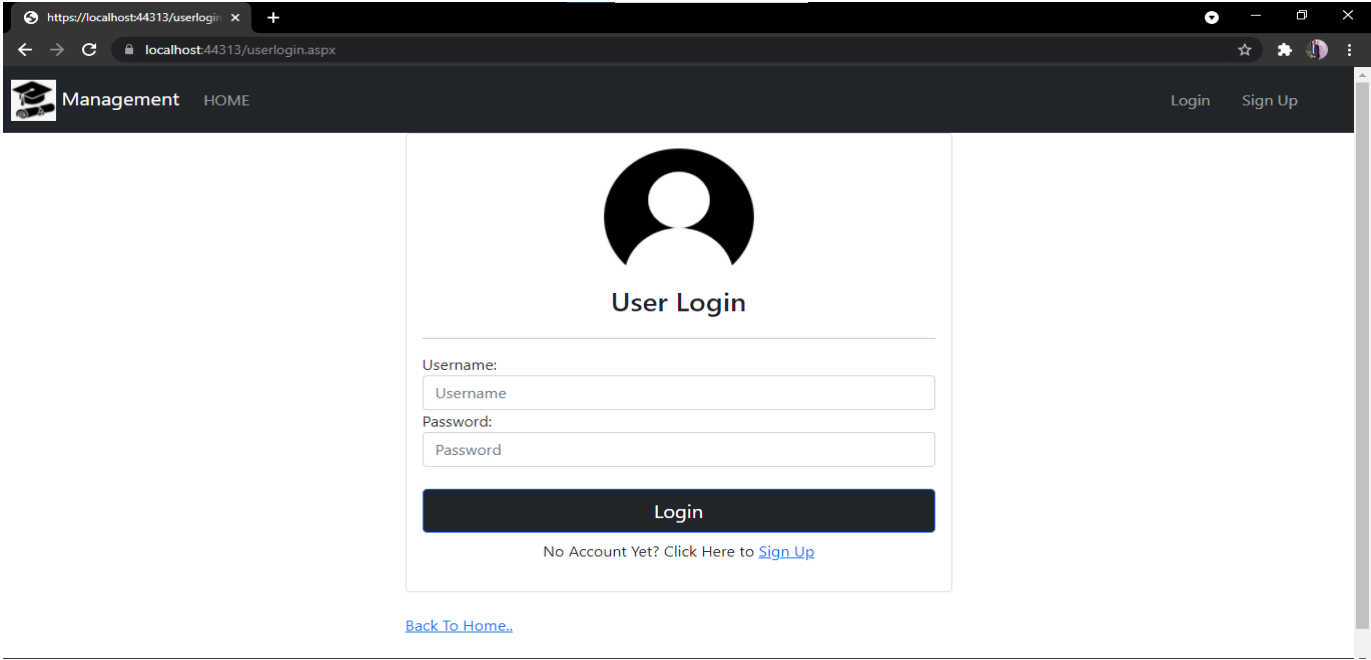 https://localhost:44313/userlogin
localhost:44313/userlogin.aspx
Management HOME Login Sign Up
User Login
Username:
Username
Password:
Password
Login
No Account Yet? Click Here to Sign Up
Back To Home..